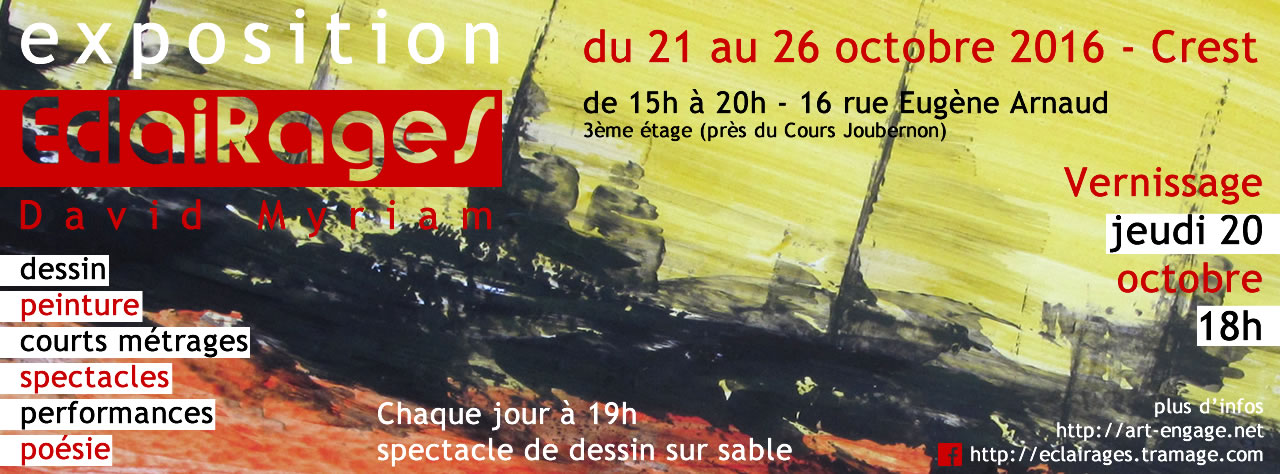 exposition
EclaiRages
David Myriam
dessin
peinture
courts métrages
spectacles
performances
poésie
du 21 au 26 octobre 2016 - Crest
de 15h à 20h - 16 rue Eugène Arnaud
3ème étage (près du Cours Joubernon)
Vernissage
jeudi 20
octobre
18h
Chaque jour à 19h
spectacle de dessin sur sable
plus d'infos
http://art-engage.net
f http://eclairages.tramage.com